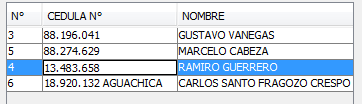 N° CEDULA N° NOMBRE
3 88.196.041 GUSTAVO VANEGAS
5 88.274.629 MARCELO CABEZA
4 13.483.658 RAMIRO GUERRERO
6 18.920.132 AGUACHICA CARLOS SANTO FRAGOZO CRESPO